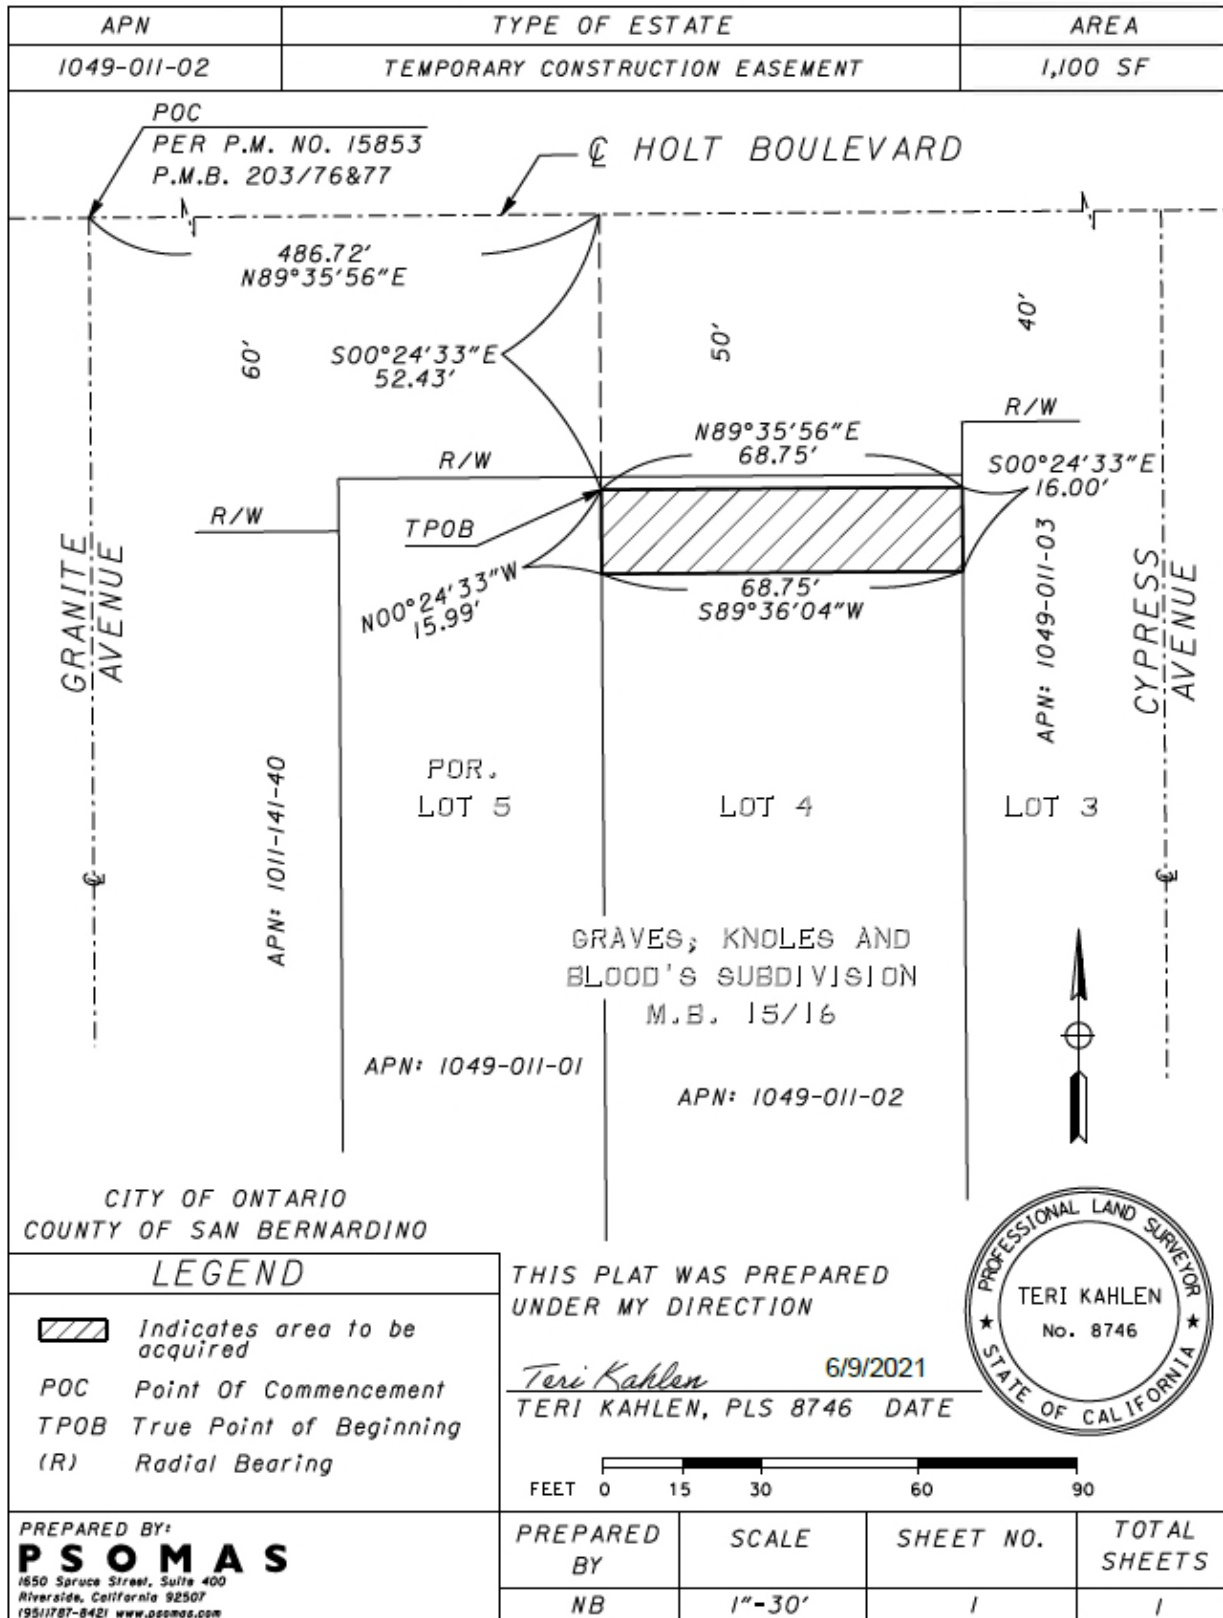 APN TYPE OF ESTATE AREA
1049-011-02 TEMPORARY CONSTRUCTION EASEMENT 1,100 SF
POC
PER P.M. NO. 15853
P.M.B. 203/76&77
℄ HOLT BOULEVARD
486.72'
N89°35'56"E
60'
S00°24'33"E
52.43'
50'
40'
R/W
N89°35'56"E
68.75'
R/W
S00°24'33"E
16.00'
R/W
TPOB
N00°24'33"W
15.99'
68.75'
S89°36'04"W
GRANITE
AVENUE
APN: 1049-011-03
CYPRESS
AVENUE
POR.
LOT 5
LOT 4
LOT 3
APN: 1011-141-40
℄
℄
GRAVES; KNOLES AND
BLOOD'S SUBDIVISION
M.B. 15/16
APN: 1049-011-01
APN: 1049-011-02
CITY OF ONTARIO
COUNTY OF SAN BERNARDINO
LEGEND
Indicates area to be
acquired
POC Point Of Commencement
TPOB True Point of Beginning
(R) Radial Bearing
THIS PLAT WAS PREPARED
UNDER MY DIRECTION
Teri Kahlen 6/9/2021
TERI KAHLEN, PLS 8746 DATE
PROFESSIONAL LAND SURVEYOR
TERI KAHLEN
No. 8746
STATE OF CALIFORNIA
FEET 0 15 30 60 90
PREPARED BY:
PSOMAS
1650 Spruce Street, Suite 400
Riverside, California 92507
(951)787-8421 www.psomas.com
PREPARED
BY
SCALE
SHEET NO.
TOTAL
SHEETS
NB 1"-30' 1 1